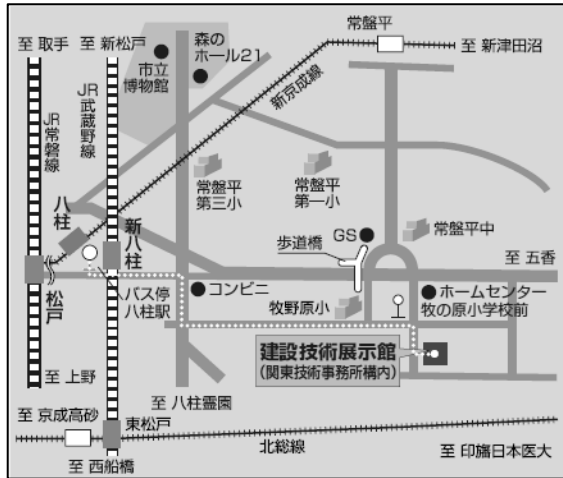 常盤平
至 取手
至 新松戸
森の
ホール21
市立
博物館
至 新津田沼
新京成線
JR常磐線
JR武蔵野線
常盤平
第三小
常盤平
第一小
八柱
新八柱
GS
常盤平中
歩道橋
至 五香
松戸
バス停
八柱駅
コンビニ
牧野原小
ホームセンター
牧の原小学校前
建設技術展示館
(関東技術事務所構内)
至 上野
至 八柱霊園
至 京成高砂
東松戸
北総線
至 印旛日本医大
至 西船橋